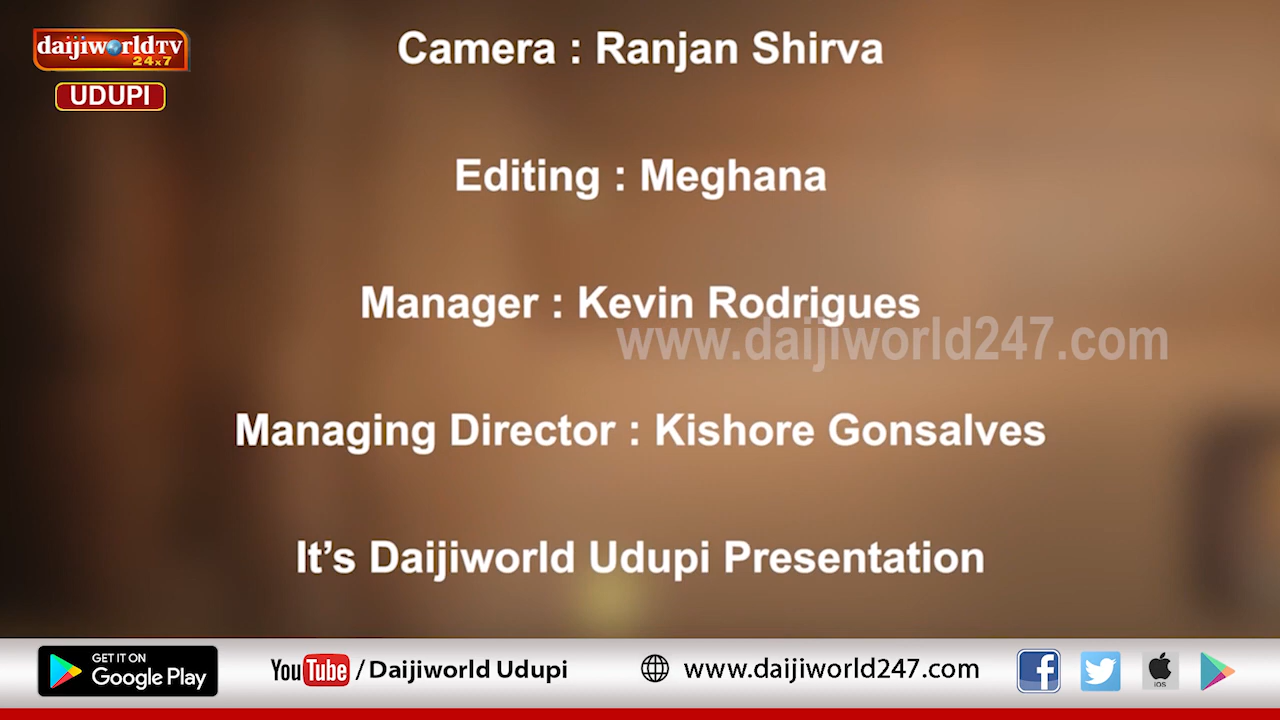 daijiworldTV
24x7
UDUPI
Camera : Ranjan Shirva
Editing : Meghana
Manager : Kevin Rodrigues
www.daijiworld247.com
Managing Director : Kishore Gonsalves
It’s Daijiworld Udupi Presentation
GET IT ON
Google Play
YouTube / Daijiworld Udupi
www.daijiworld247.com
iOS